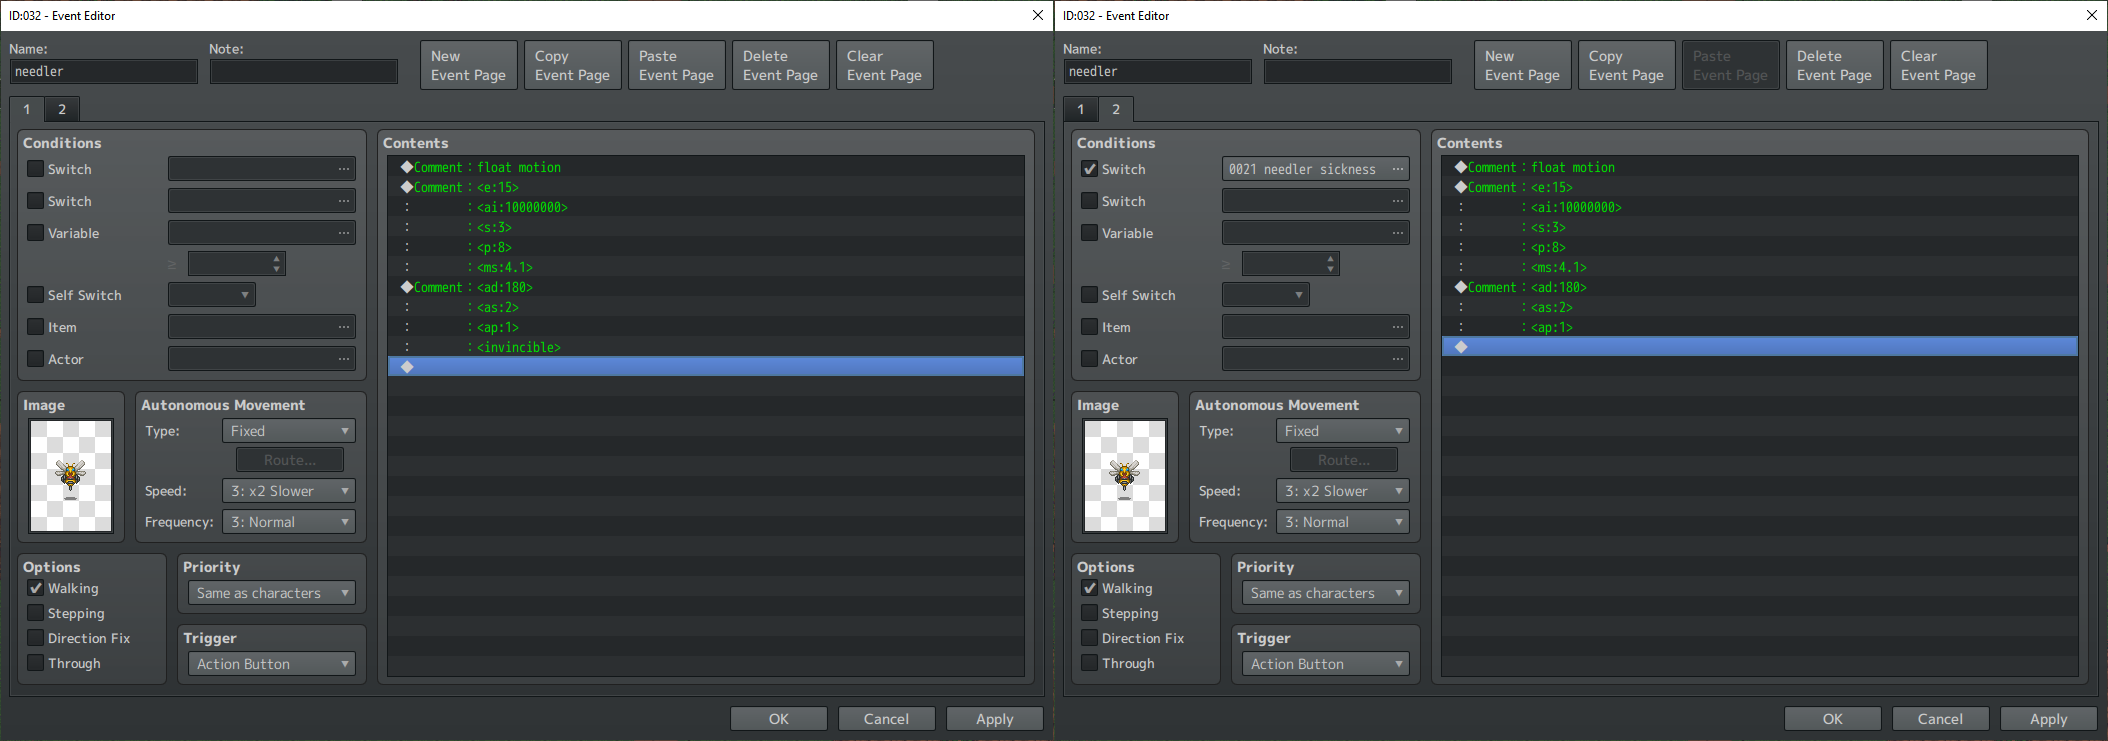 ID:032 - Event Editor
Name:
Note:
needler
New Event Page
Copy Event Page
Paste Event Page
Delete Event Page
Clear Event Page
1 2
Conditions
Switch ...
Switch ...
Variable ...
≥
Self Switch
Item ...
Actor ...
Image
Autonomous Movement
Type: Fixed
Route...
Speed: 3: x2 Slower
Frequency: 3: Normal
Options
Walking
Stepping
Direction Fix
Through
Priority
Same as characters
Trigger
Action Button
Contents
◆Comment：float motion
◆Comment：<e:15>
：　　　：<ai:10000000>
：　　　：<s:3>
：　　　：<p:8>
：　　　：<ms:4.1>
◆Comment：<ad:180>
：　　　：<as:2>
：　　　：<ap:1>
：　　　：<invincible>
◆
OK Cancel Apply
ID:032 - Event Editor
Name:
Note:
needler
New Event Page
Copy Event Page
Paste Event Page
Delete Event Page
Clear Event Page
1 2
Conditions
Switch 0021 needler sickness ...
Switch ...
Variable ...
≥
Self Switch
Item ...
Actor ...
Image
Autonomous Movement
Type: Fixed
Route...
Speed: 3: x2 Slower
Frequency: 3: Normal
Options
Walking
Stepping
Direction Fix
Through
Priority
Same as characters
Trigger
Action Button
Contents
◆Comment：float motion
◆Comment：<e:15>
：　　　：<ai:10000000>
：　　　：<s:3>
：　　　：<p:8>
：　　　：<ms:4.1>
◆Comment：<ad:180>
：　　　：<as:2>
：　　　：<ap:1>
◆
OK Cancel Apply